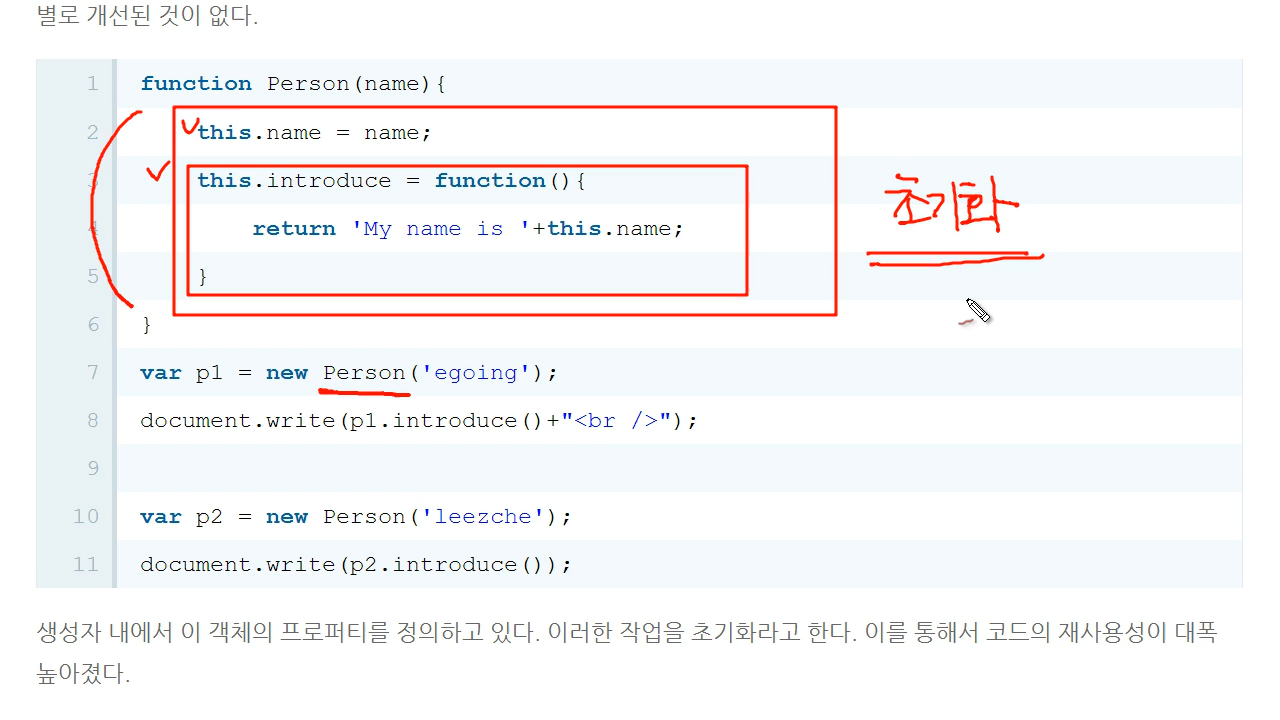 별로 개선된 것이 없다.
1 function Person(name){
2 this.name = name;
3 this.introduce = function(){
초기화
4 return 'My name is '+this.name;
5 }
6 }
7 var p1 = new Person('egoing');
8 document.write(p1.introduce()+"<br />");
9
10 var p2 = new Person('leezche');
11 document.write(p2.introduce());
생성자 내에서 이 객체의 프로퍼티를 정의하고 있다. 이러한 작업을 초기화라고 한다. 이를 통해서 코드의 재사용성이 대폭
높아졌다.